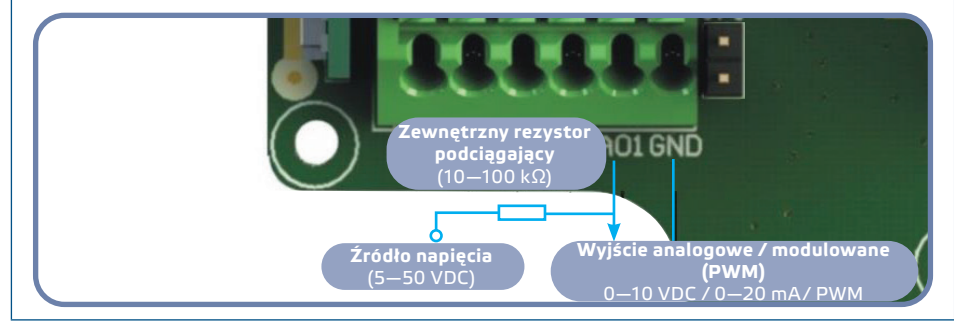 Zewnętrzny rezystor
podciągający
(10—100 kΩ)
AO1 GND
Źródło napięcia
(5—50 VDC)
Wyjście analogowe / modulowane
(PWM)
0—10 VDC / 0—20 mA/ PWM